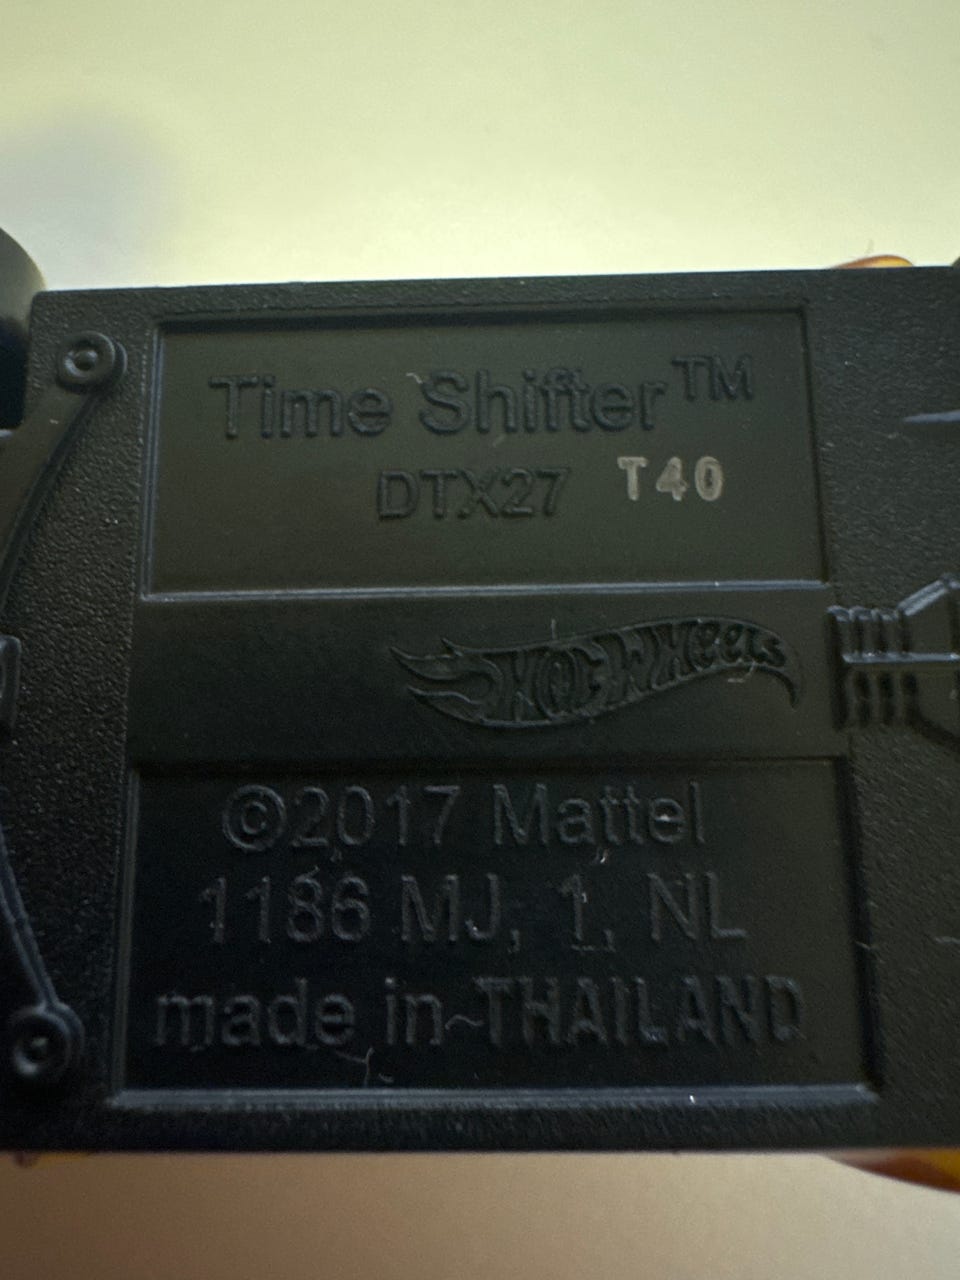 Time Shifter™
DTX27 T40
Hot Wheels
©2017 Mattel
1186 MJ, 1, NL
made in THAILAND